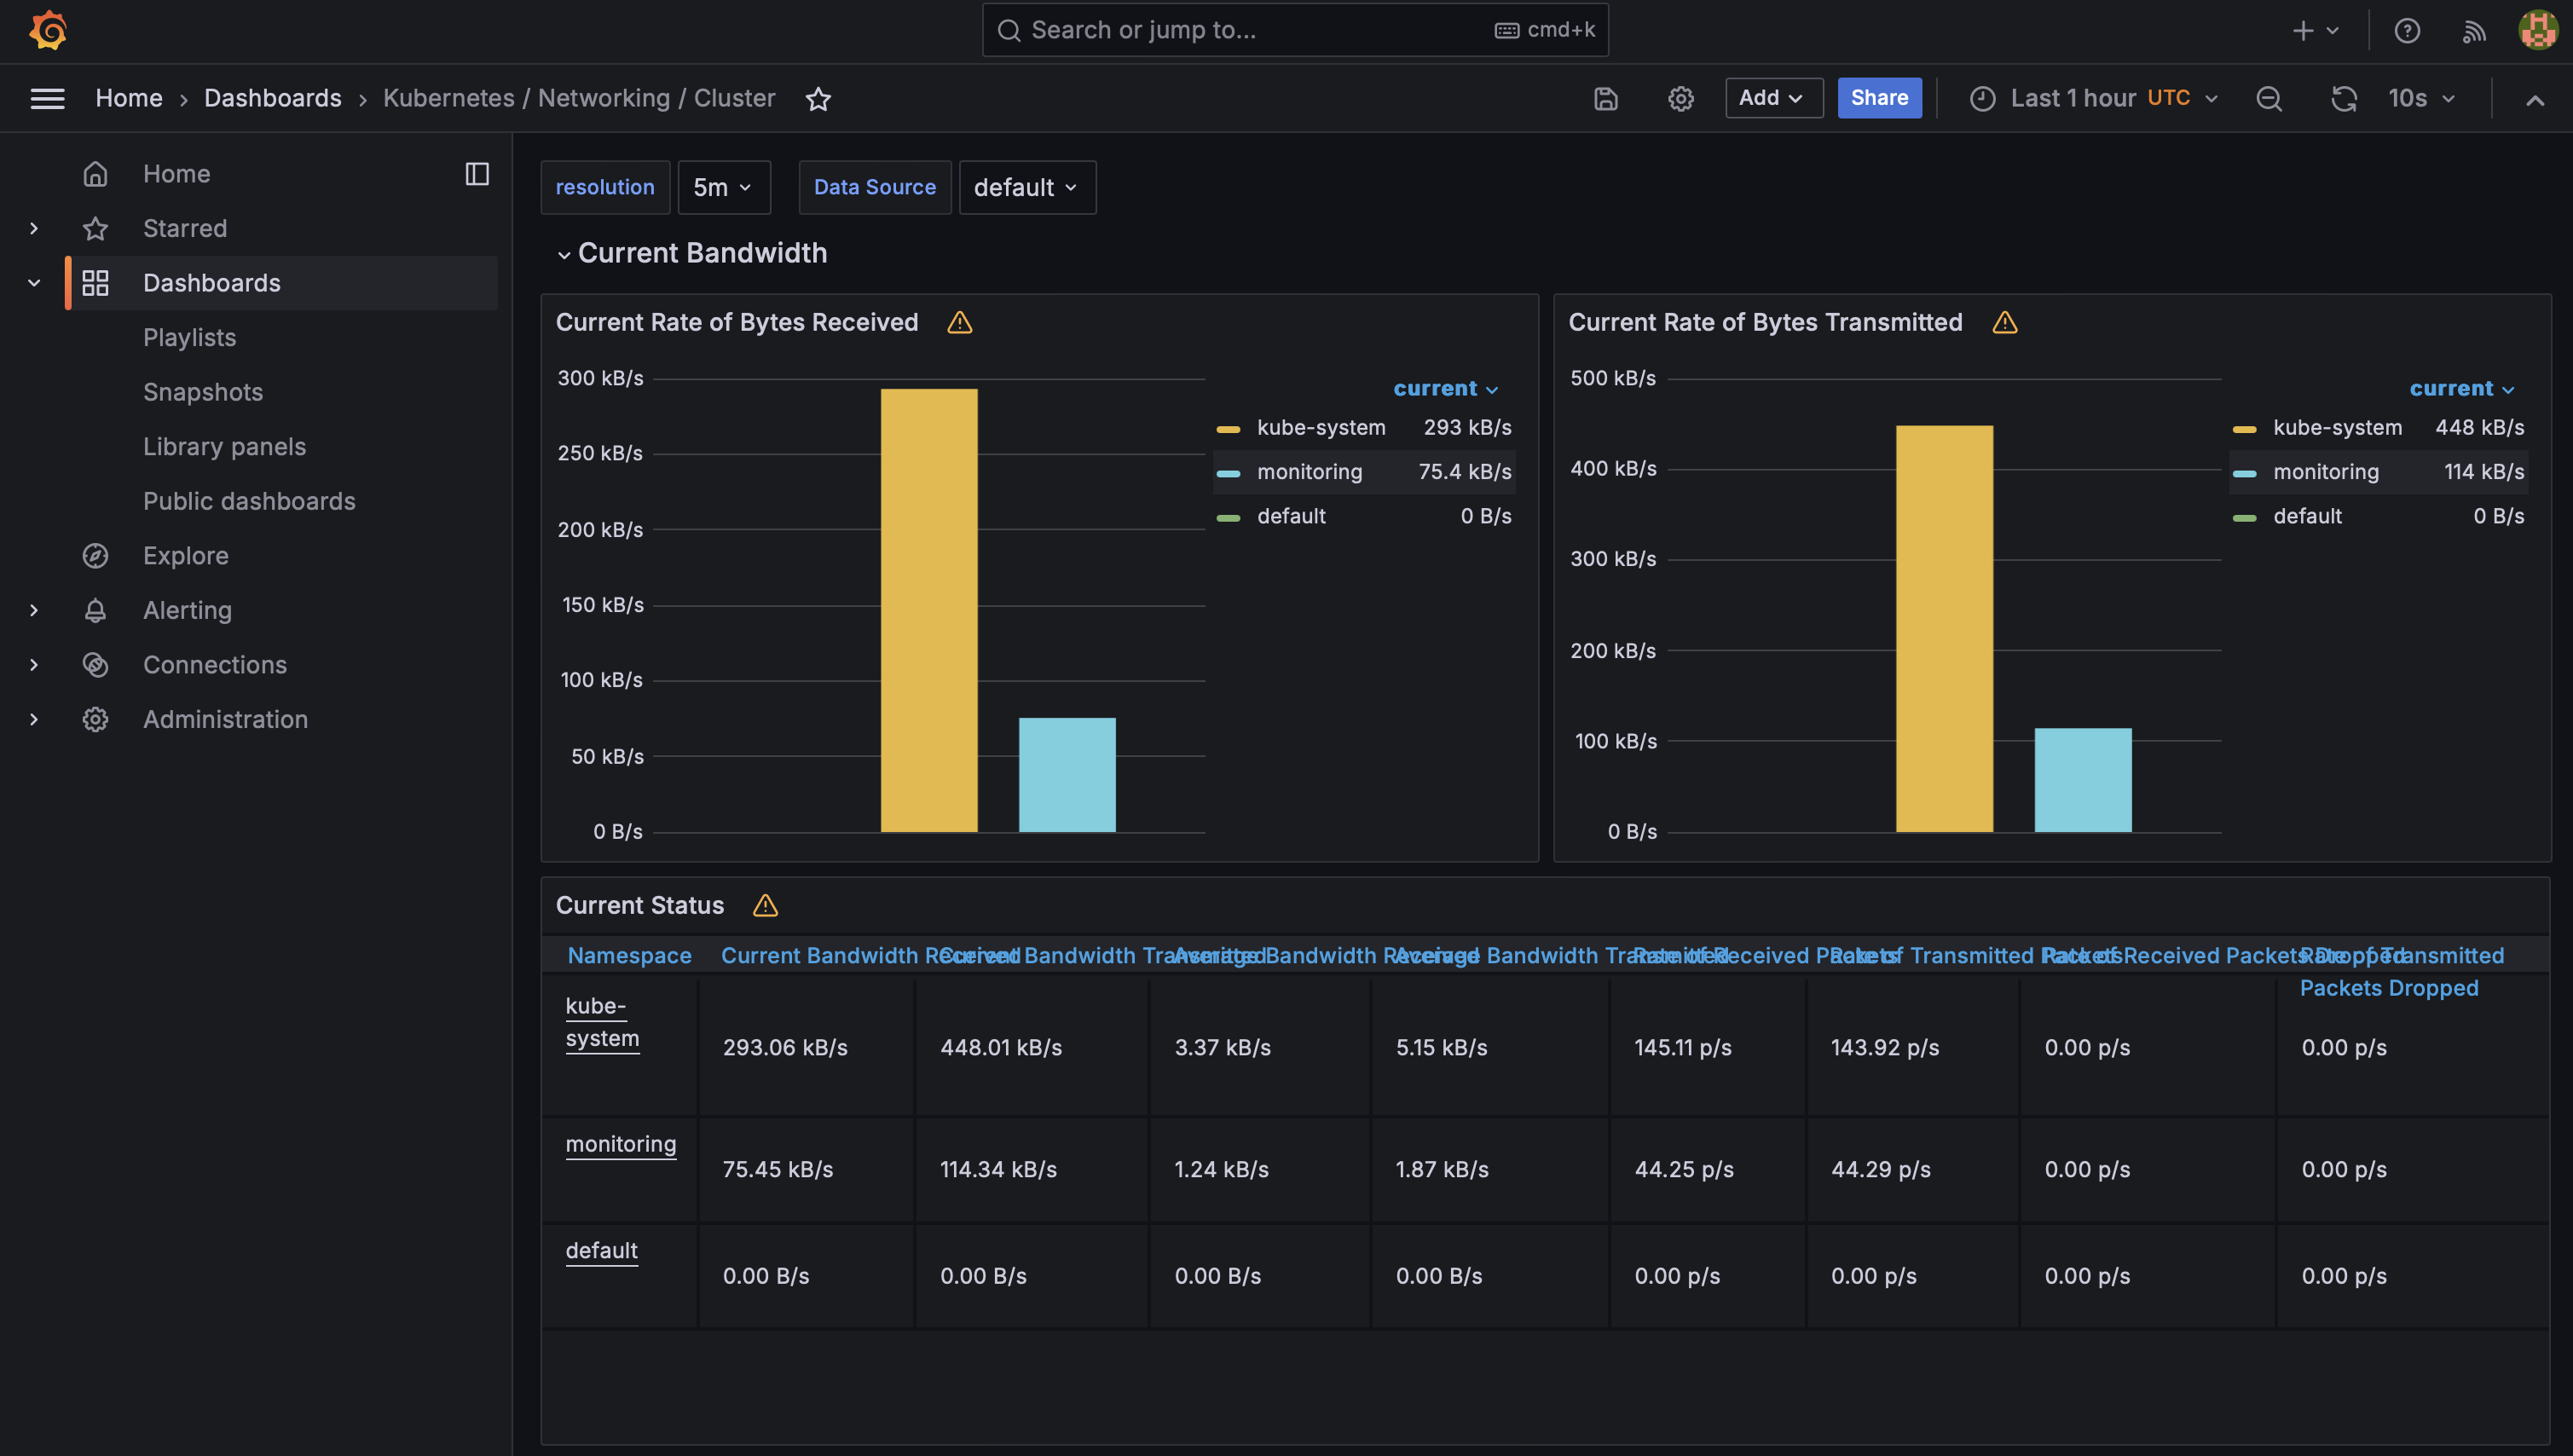 Search or jump to...
cmd+k
Home
Dashboards
Kubernetes / Networking / Cluster
Add
Share
Last 1 hour UTC
10s
Home
Starred
Dashboards
Playlists
Snapshots
Library panels
Public dashboards
Explore
Alerting
Connections
Administration
resolution
5m
Data Source
default
Current Bandwidth
Current Rate of Bytes Received
300 kB/s
250 kB/s
200 kB/s
150 kB/s
100 kB/s
50 kB/s
0 B/s
current
kube-system 293 kB/s
monitoring 75.4 kB/s
default 0 B/s
Current Rate of Bytes Transmitted
500 kB/s
400 kB/s
300 kB/s
200 kB/s
100 kB/s
0 B/s
current
kube-system 448 kB/s
monitoring 114 kB/s
default 0 B/s
Current Status
Namespace
Current Bandwidth Received
Current Bandwidth Transmitted
Average Bandwidth Received
Average Bandwidth Transmitted
Rate of Received Packets
Rate of Transmitted Packets
Rate of Received Packets Dropped
Rate of Transmitted
Packets Dropped
kube-
system
293.06 kB/s 448.01 kB/s 3.37 kB/s 5.15 kB/s 145.11 p/s 143.92 p/s 0.00 p/s 0.00 p/s
monitoring
75.45 kB/s 114.34 kB/s 1.24 kB/s 1.87 kB/s 44.25 p/s 44.29 p/s 0.00 p/s 0.00 p/s
default
0.00 B/s 0.00 B/s 0.00 B/s 0.00 B/s 0.00 p/s 0.00 p/s 0.00 p/s 0.00 p/s